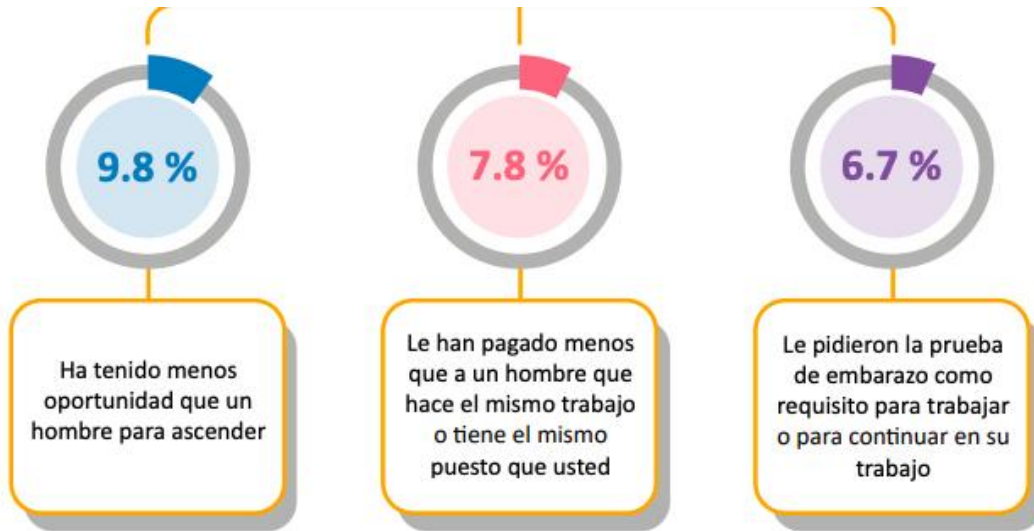 9.8 %
7.8 %
6.7 %
Ha tenido menos
oportunidad que un
hombre para ascender
Le han pagado menos
que a un hombre que
hace el mismo trabajo
o tiene el mismo
puesto que usted
Le pidieron la prueba
de embarazo como
requisito para trabajar
o para continuar en su
trabajo